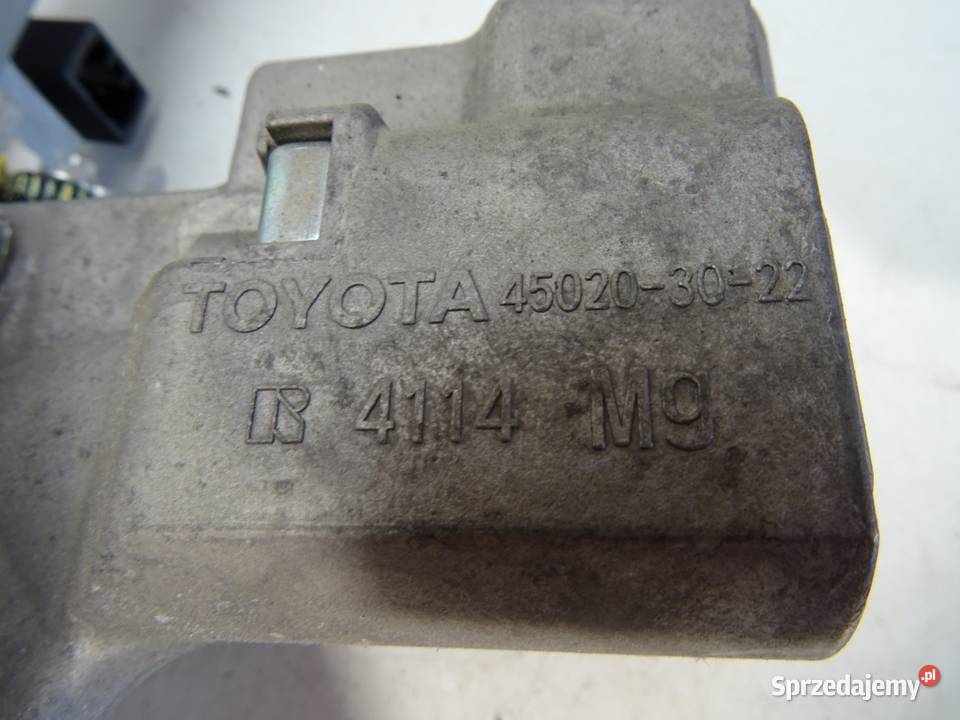 TOYOTA 45020-30-22
R 4114 M9
Sprzedajemy.pl